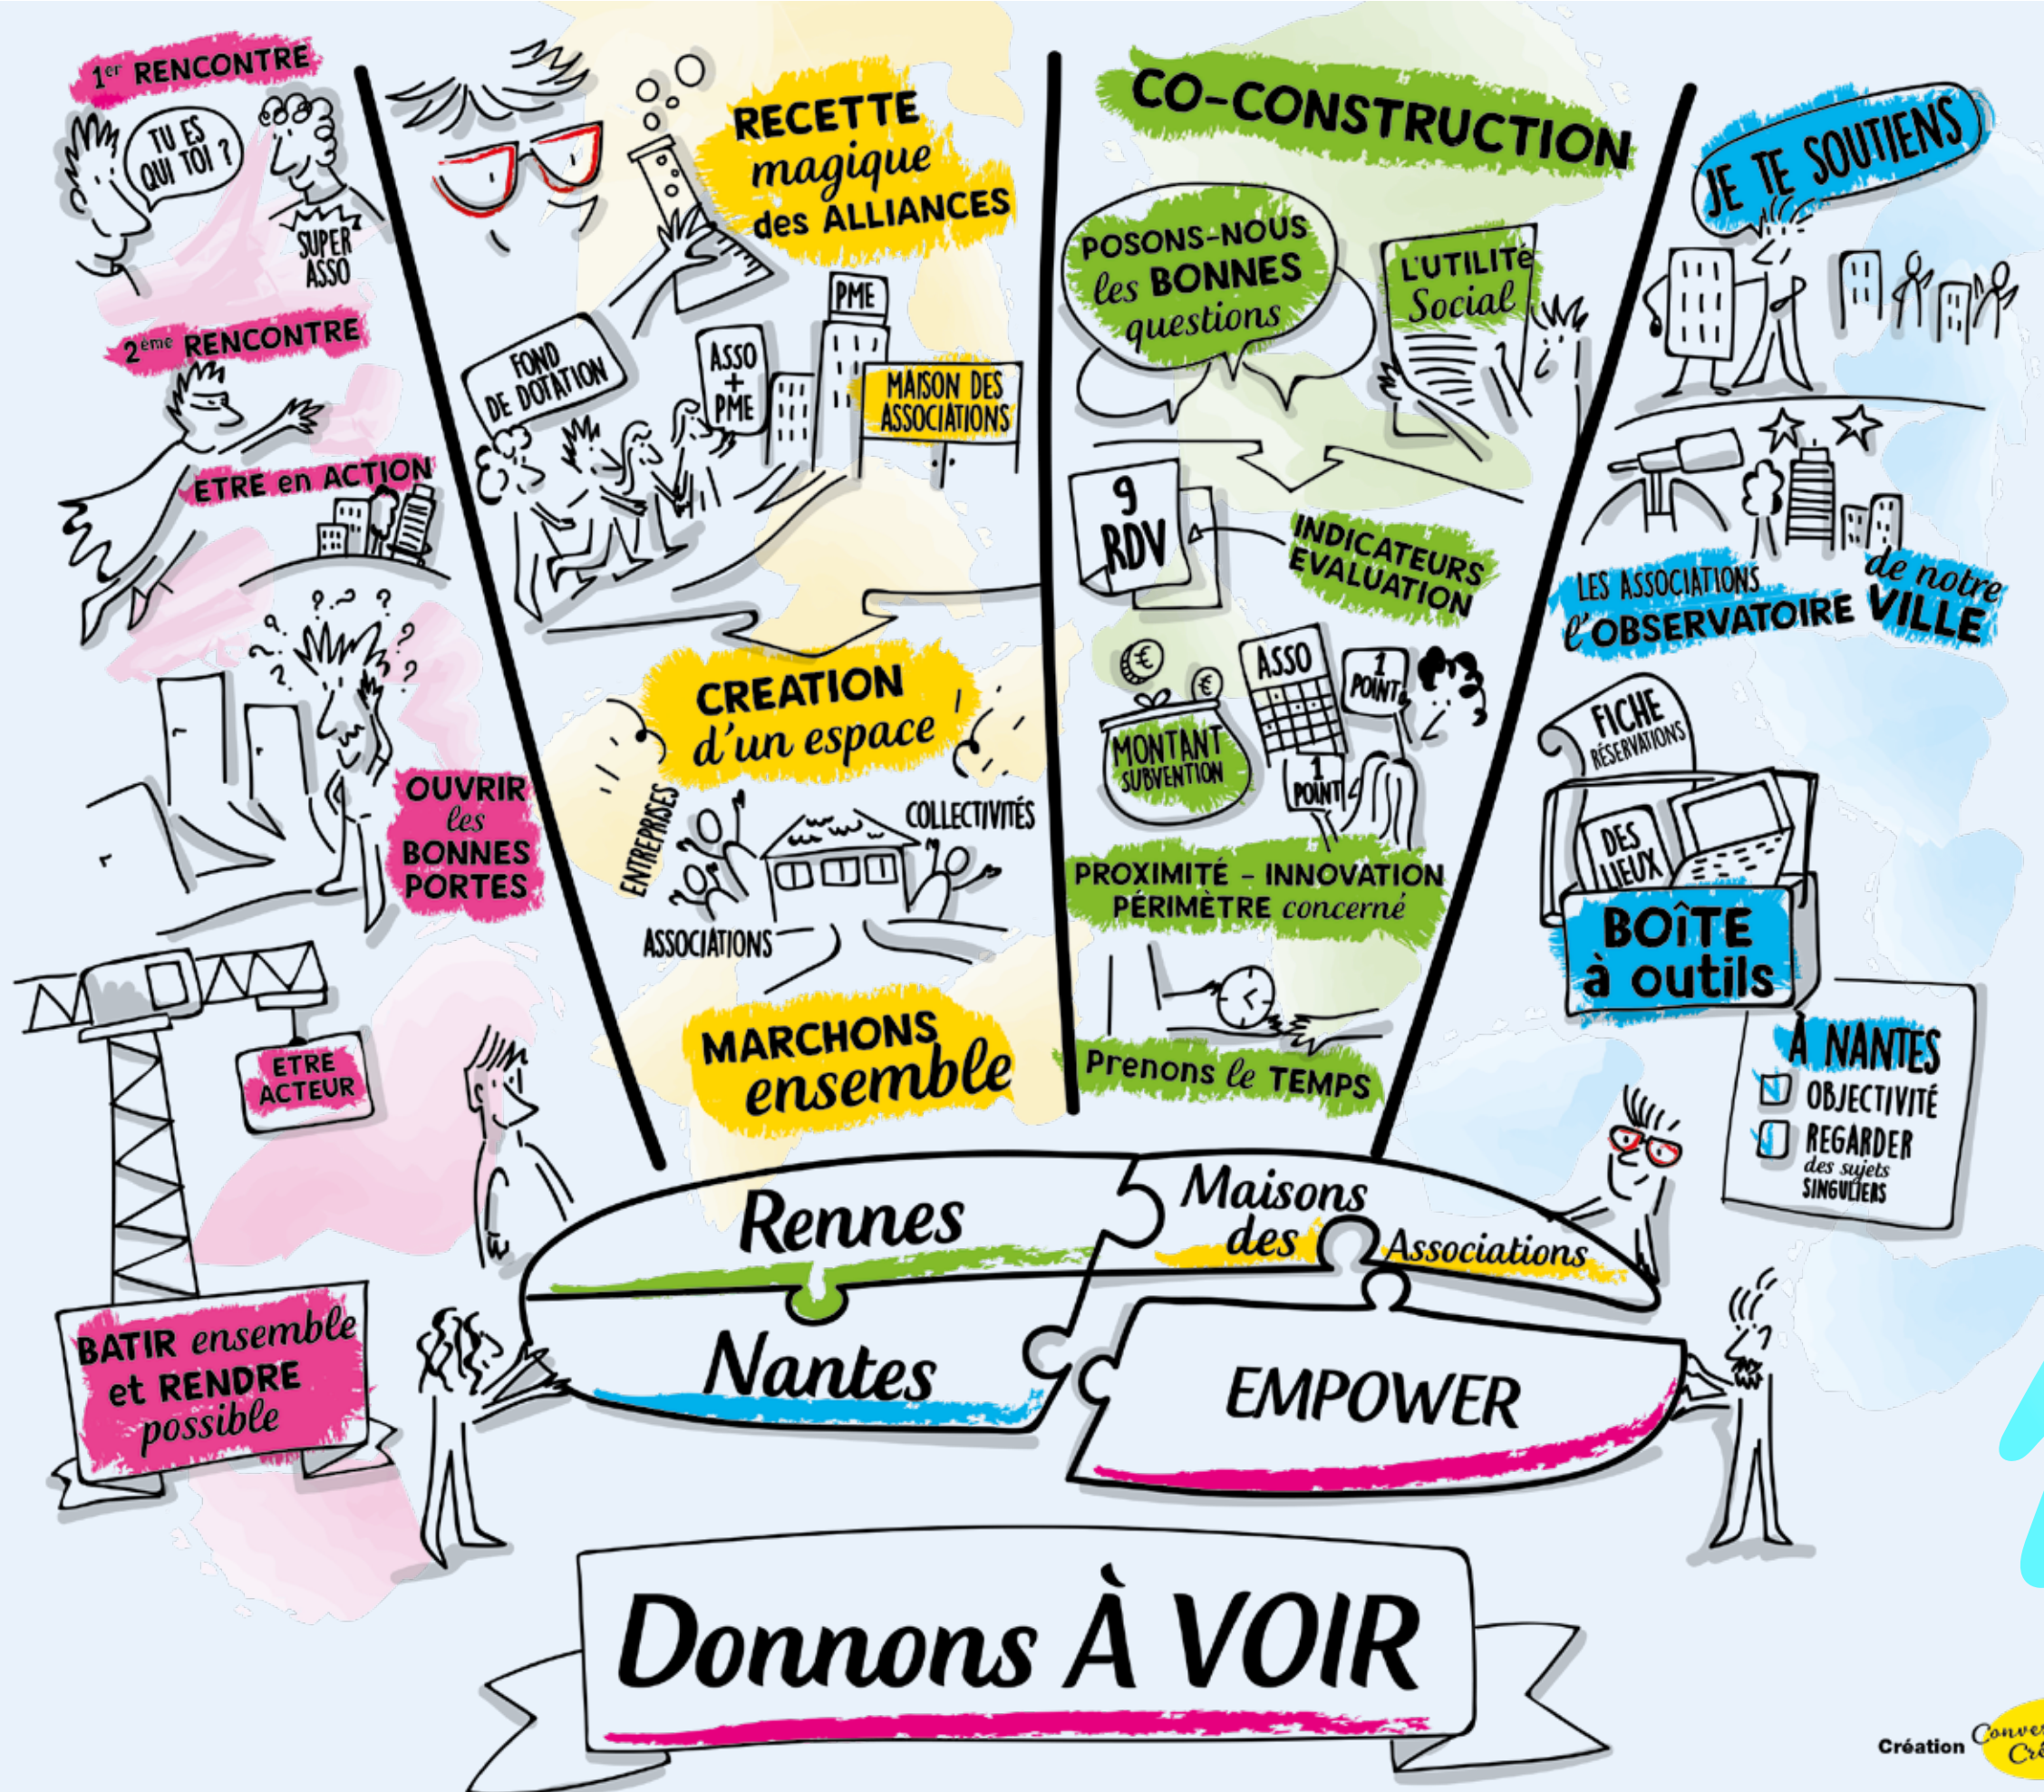 1er RENCONTRE
TU ES
QUI TOI ?
SUPER
ASSO
2ème RENCONTRE
ETRE en ACTION
OUVRIR
les
BONNES
PORTES
ETRE
ACTEUR
BATIR ensemble
et RENDRE
possible
RECETTE
magique
des ALLIANCES
FOND
DE DOTATION
ASSO
+
PME
PME
MAISON DES
ASSOCIATIONS
CREATION
d'un espace
ENTREPRISES
COLLECTIVITÉS
ASSOCIATIONS
MARCHONS
ensemble
CO-CONSTRUCTION
POSONS-NOUS
les BONNES
questions
L'UTILITé
Social
9
RDV
INDICATEURS
EVALUATION
MONTANT
SUBVENTION
ASSO
1
POINT
1
POINT
PROXIMITÉ - INNOVATION
PÉRIMÈTRE concerné
Prenons le TEMPS
JE TE SOUTIENS
LES ASSOCIATIONS
l'OBSERVATOIRE
de notre
VILLE
FICHE
RÉSERVATIONS
DES
LIEUX
BOîTE
à outils
À NANTES
OBJECTIVITÉ
REGARDER
des sujets
SINGULIERS
Rennes
Maisons
des
Associations
Nantes
EMPOWER
Donnons À VOIR
Création